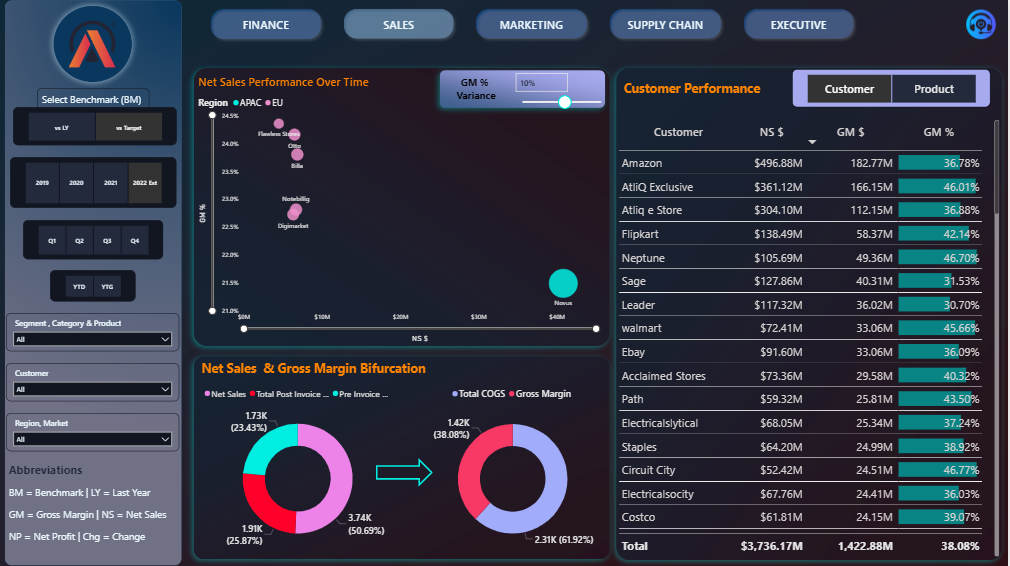 FINANCE
SALES
MARKETING
SUPPLY CHAIN
EXECUTIVE
Select Benchmark (BM)
vs LY
vs Target
2019
2020
2021
2022 Est
Q1
Q2
Q3
Q4
YTD
YTG
Segment , Category & Product
All
Customer
All
Region, Market
All
Abbreviations
BM = Benchmark | LY = Last Year
GM = Gross Margin | NS = Net Sales
NP = Net Profit | Chg = Change
Net Sales Performance Over Time
GM %
Variance
10%
Region APAC EU
24.5%
24.0%
23.5%
23.0%
22.5%
22.0%
21.5%
21.0%
GM %
Flawless Stores
Otto
Billa
Notebillig
Digimarket
Novus
$0M
$10M
$20M
$30M
$40M
NS $
Net Sales & Gross Margin Bifurcation
Net Sales Total Post Invoice ... Pre Invoice ...
1.73K
(23.43%)
1.91K
(25.87%)
3.74K
(50.69%)
Total COGS Gross Margin
1.42K
(38.08%)
2.31K (61.92%)
Customer Performance
Customer
Product
Customer NS $ GM $ GM %
Amazon $496.88M 182.77M 36.78%
AtliQ Exclusive $361.12M 166.15M 46.01%
Atliq e Store $304.10M 112.15M 36.88%
Flipkart $138.49M 58.37M 42.14%
Neptune $105.69M 49.36M 46.70%
Sage $127.86M 40.31M 31.53%
Leader $117.32M 36.02M 30.70%
walmart $72.41M 33.06M 45.66%
Ebay $91.60M 33.06M 36.09%
Acclaimed Stores $73.36M 29.58M 40.32%
Path $59.32M 25.81M 43.50%
Electricalslytical $68.05M 25.34M 37.24%
Staples $64.20M 24.99M 38.92%
Circuit City $52.42M 24.51M 46.77%
Electricalsocity $67.76M 24.41M 36.03%
Costco $61.81M 24.15M 39.07%
Total $3,736.17M 1,422.88M 38.08%